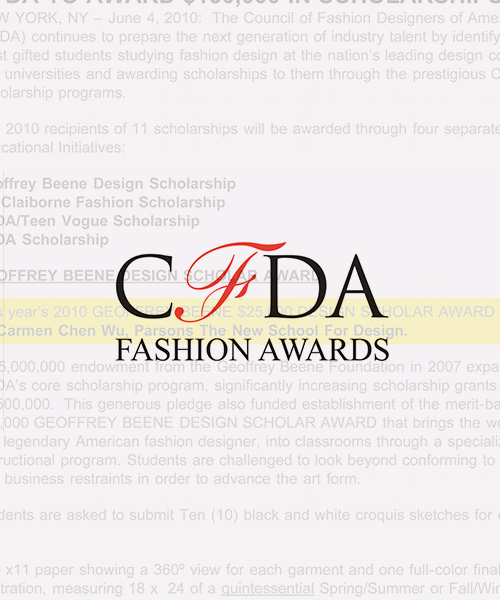 DA TO AWARD $100,000 IN SCHOLARSHIPS
W YORK, NY – June 4, 2010: The Council of Fashion Designers of Ame
DA) continues to prepare the next generation of industry talent by identify
st gifted students studying fashion design at the nation's leading design co
universities and awarding scholarships to them through the prestigious C
olarship programs.
2010 recipients of 11 scholarships will be awarded through four separate
cational Initiatives:
offrey Beene Design Scholarship
Claiborne Fashion Scholarship
DA/Teen Vogue Scholarship
DA Scholarship
OFFREY BEENE DESIGN SCHOLAR AWARD
CFDA
s year's 2010 GEOFFREY BEENE $25,000 DESIGN SCHOLAR AWARD
Carmen Chen Wu, Parsons The New School For Design.
FASHION AWARDS
5,000,000 endowment from the Geoffrey Beene Foundation in 2007 expa
DA's core scholarship program, significantly increasing scholarship grants
500,000. This generous pledge also funded establishment of the merit-ba
,000 GEOFFREY BEENE DESIGN SCHOLAR AWARD that brings the wo
legendary American fashion designer, into classrooms through a specializ
tructional program. Students are challenged to look beyond conforming to
business restraints in order to advance the art form.
dents are asked to submit Ten (10) black and white croquis sketches for
x11 paper showing a 360º view for each garment and one full-color final
tration, measuring 18 x 24 of a quintessential Spring/Summer or Fall/Win